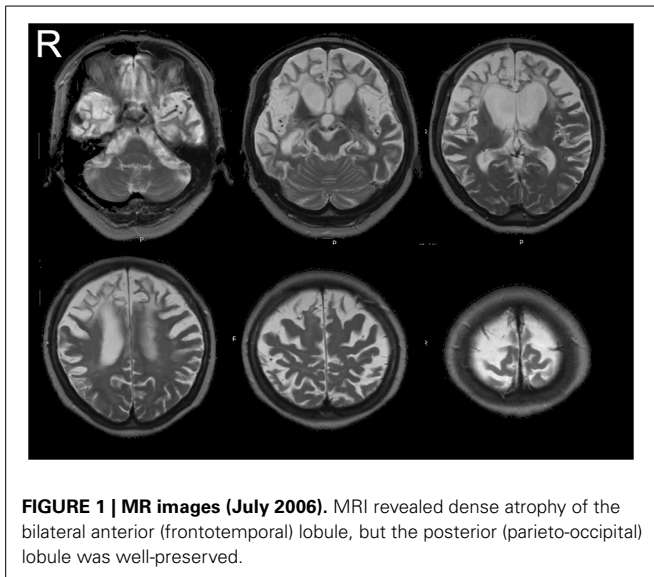 R
P
P
P
F
FIGURE 1 | MR images (July 2006). MRI revealed dense atrophy of the
bilateral anterior (frontotemporal) lobule, but the posterior (parieto-occipital)
lobule was well-preserved.